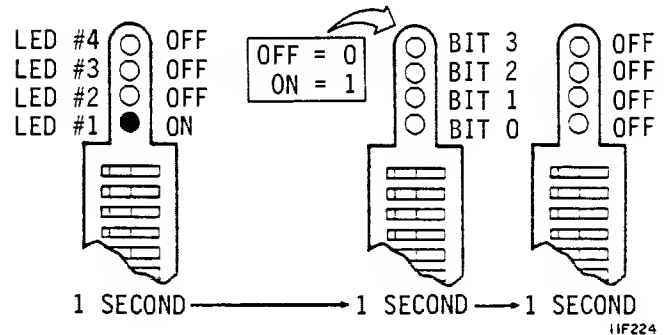 LED #4 OFF
LED #3 OFF
LED #2 OFF
LED #1 ON
OFF = 0
ON = 1
BIT 3 OFF
BIT 2 OFF
BIT 1 OFF
BIT 0 OFF
1 SECOND 1 SECOND 1 SECOND
11F224